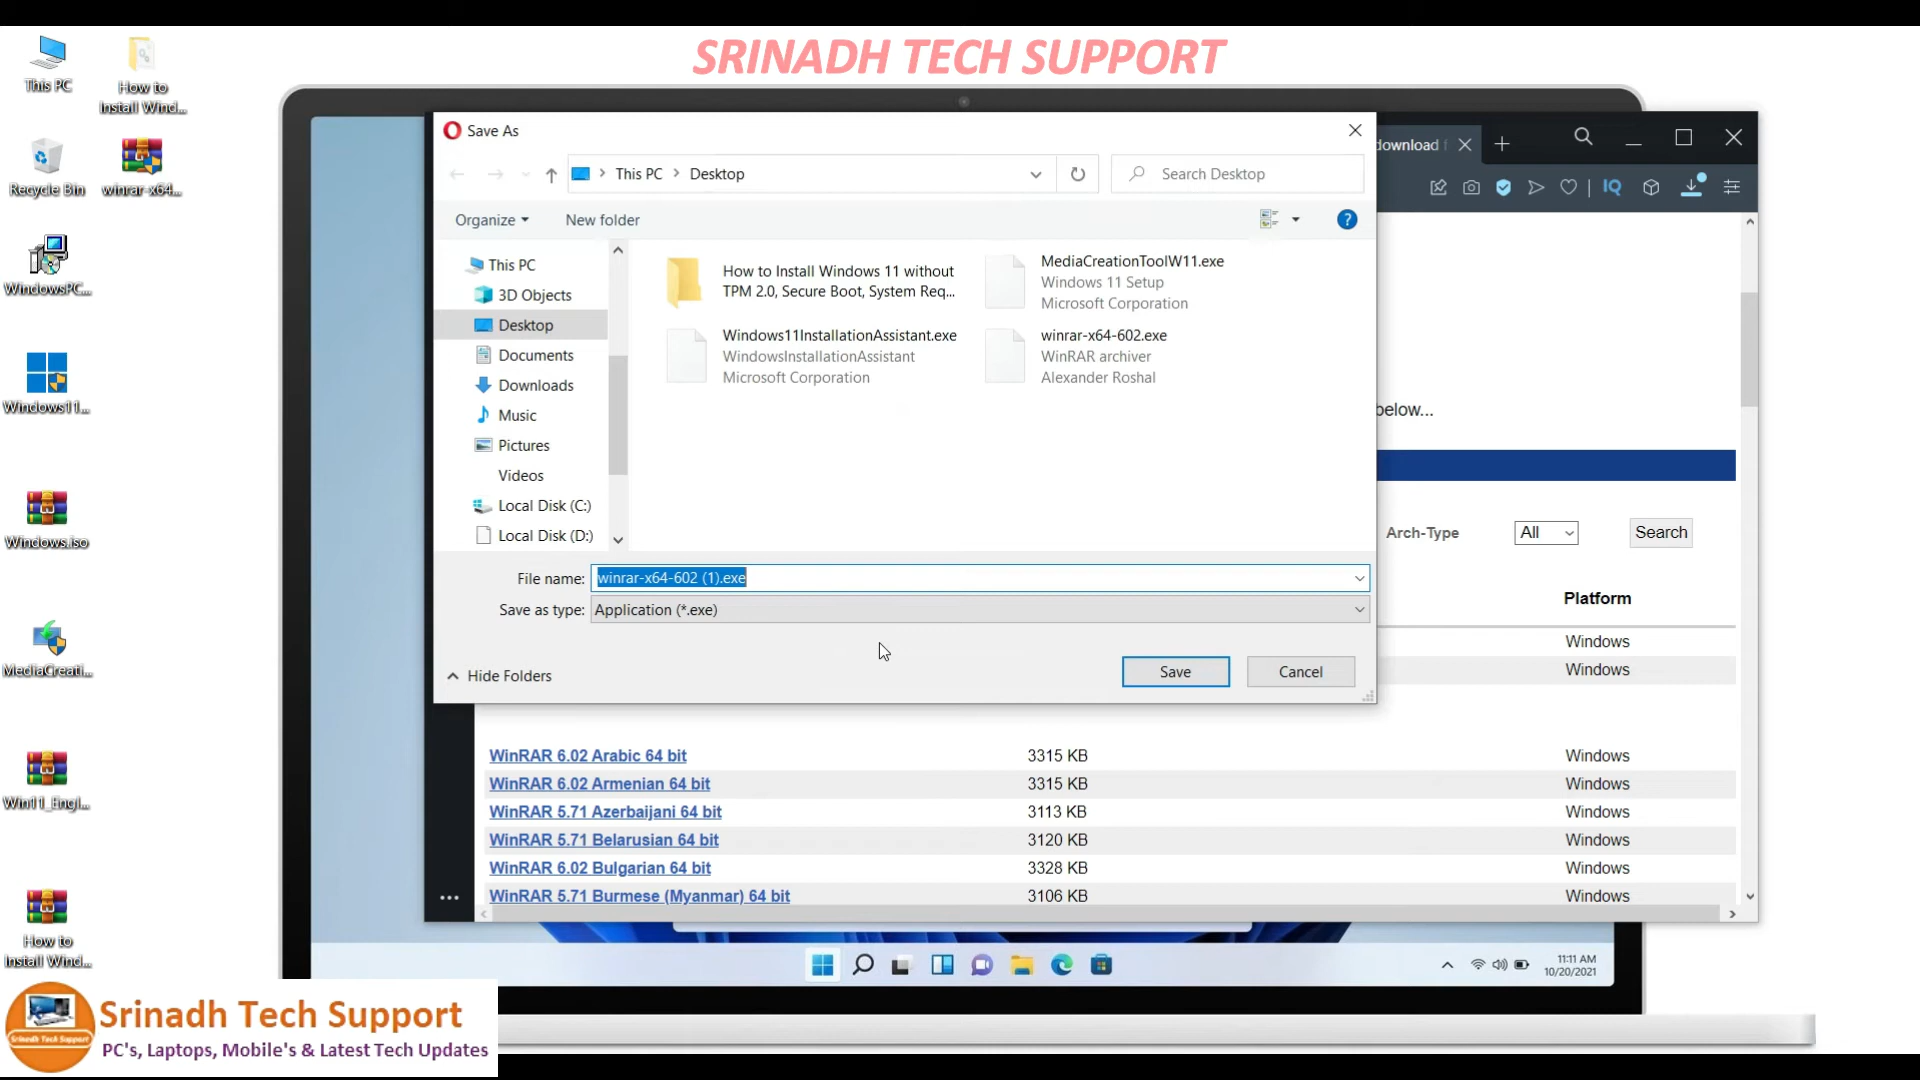 SRINADH TECH SUPPORT
This PC
How to
Install Wind...
Recycle Bin
winrar-x64...
WindowsPC...
Windows11...
Windows.iso
MediaCreati...
Win11_Engl...
How to
Install Wind...
Save As
This PC
Desktop
Search Desktop
Organize
New folder
This PC
3D Objects
Desktop
Documents
Downloads
Music
Pictures
Videos
Local Disk (C:)
Local Disk (D:)
How to Install Windows 11 without
TPM 2.0, Secure Boot, System Req...
MediaCreationToolW11.exe
Windows 11 Setup
Microsoft Corporation
Windows11InstallationAssistant.exe
WindowsInstallationAssistant
Microsoft Corporation
winrar-x64-602.exe
WinRAR archiver
Alexander Roshal
File name:
winrar-x64-602 (1).exe
Save as type:
Application (*.exe)
Hide Folders
Save
Cancel
download f
IQ
below...
Arch-Type
All
Search
Platform
Windows
Windows
WinRAR 6.02 Arabic 64 bit 3315 KB Windows
WinRAR 6.02 Armenian 64 bit 3315 KB Windows
WinRAR 5.71 Azerbaijani 64 bit 3113 KB Windows
WinRAR 5.71 Belarusian 64 bit 3120 KB Windows
WinRAR 6.02 Bulgarian 64 bit 3328 KB Windows
WinRAR 5.71 Burmese (Myanmar) 64 bit 3106 KB Windows
11:11 AM
10/20/2021
Srinadh Tech Support
PC's, Laptops, Mobile's & Latest Tech Updates